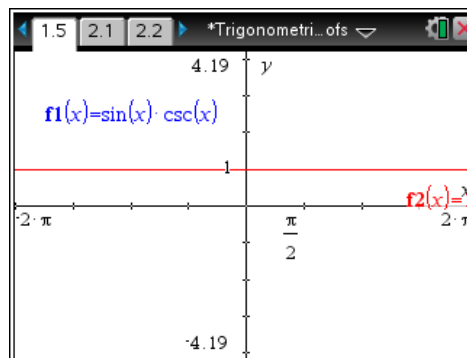 1.5 2.1 2.2 *Trigonometri…ofs
4.19 y
f1(x)=sin(x)·csc(x)
1
f2(x)=
x
-2·π π/2 2·π
-4.19